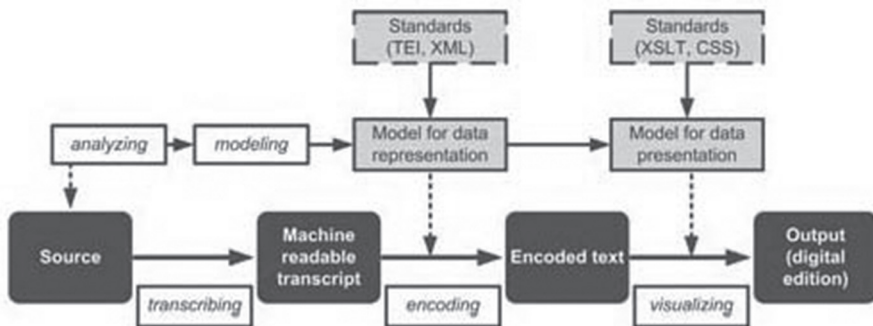 Standards
(TEI, XML)
Standards
(XSLT, CSS)
analyzing
modeling
Model for data
representation
Model for data
presentation
Source
Machine
readable
transcript
Encoded text
Output
(digital
edition)
transcribing
encoding
visualizing